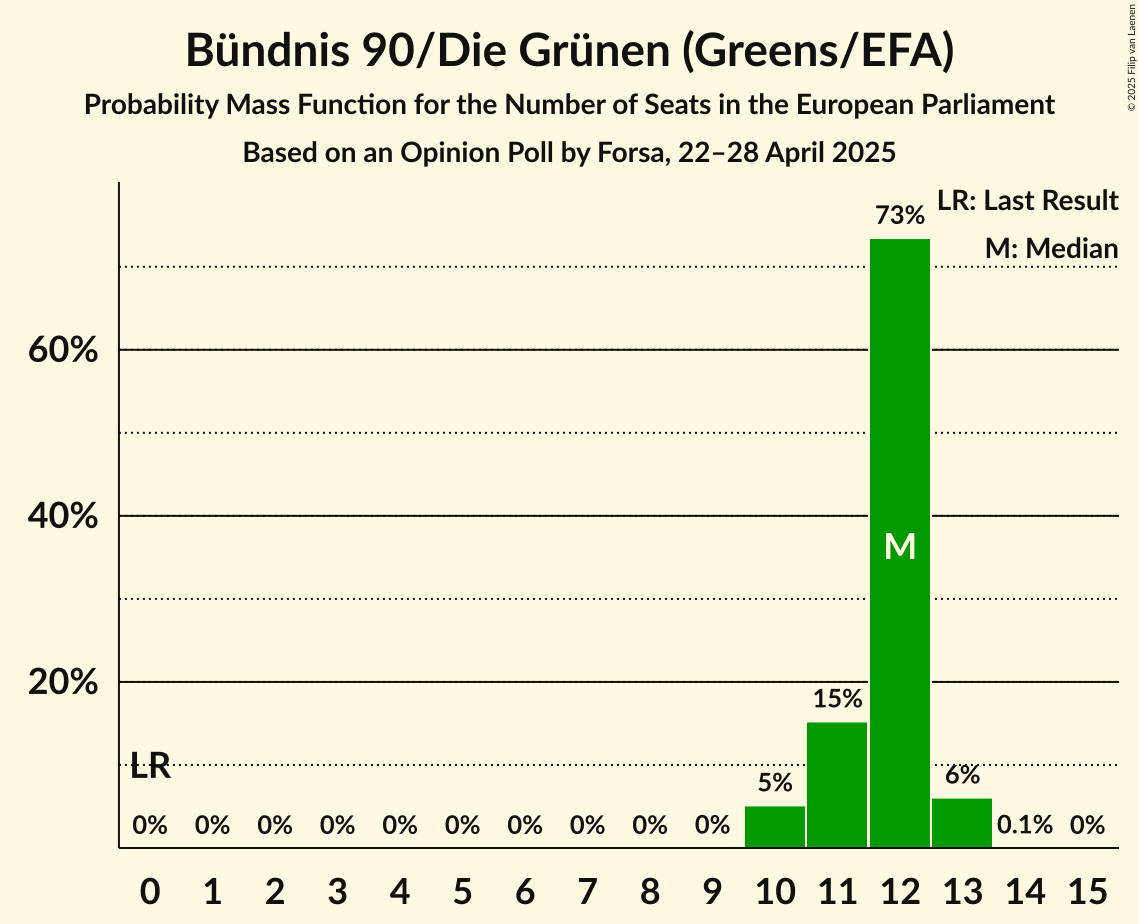 Bündnis 90/Die Grünen (Greens/EFA)
Probability Mass Function for the Number of Seats in the European Parliament
Based on an Opinion Poll by Forsa, 22–28 April 2025
© 2025 Filip van Laenen
LR: Last Result
M: Median
73%
60%
40%
M
20%
15%
LR
5%
6%
0% 0% 0% 0% 0% 0% 0% 0% 0% 0% 0.1% 0%
0 1 2 3 4 5 6 7 8 9 10 11 12 13 14 15